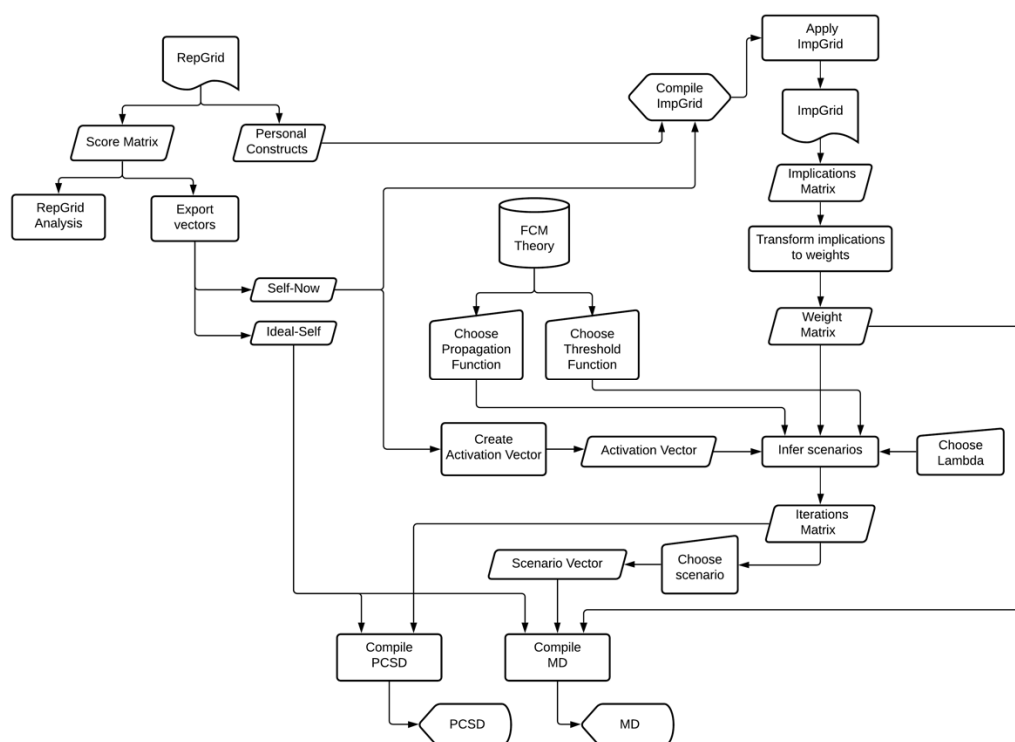 Apply
ImpGrid
RepGrid
Compile
ImpGrid
ImpGrid
Score Matrix
Personal
Constructs
Implications
Matrix
RepGrid
Analysis
Export
vectors
FCM
Theory
Transform implications
to weights
Self-Now
Ideal-Self
Choose
Propagation
Function
Choose
Threshold
Function
Weight
Matrix
Create
Activation Vector
Activation Vector
Infer scenarios
Choose
Lambda
Iterations
Matrix
Scenario Vector
Choose
scenario
Compile
PCSD
Compile
MD
PCSD
MD